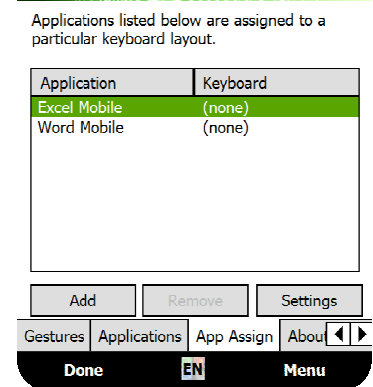 Applications listed below are assigned to a
particular keyboard layout.
Application Keyboard
Excel Mobile (none)
Word Mobile (none)
Add Remove Settings
Gestures Applications App Assign Abou
Done EN Menu